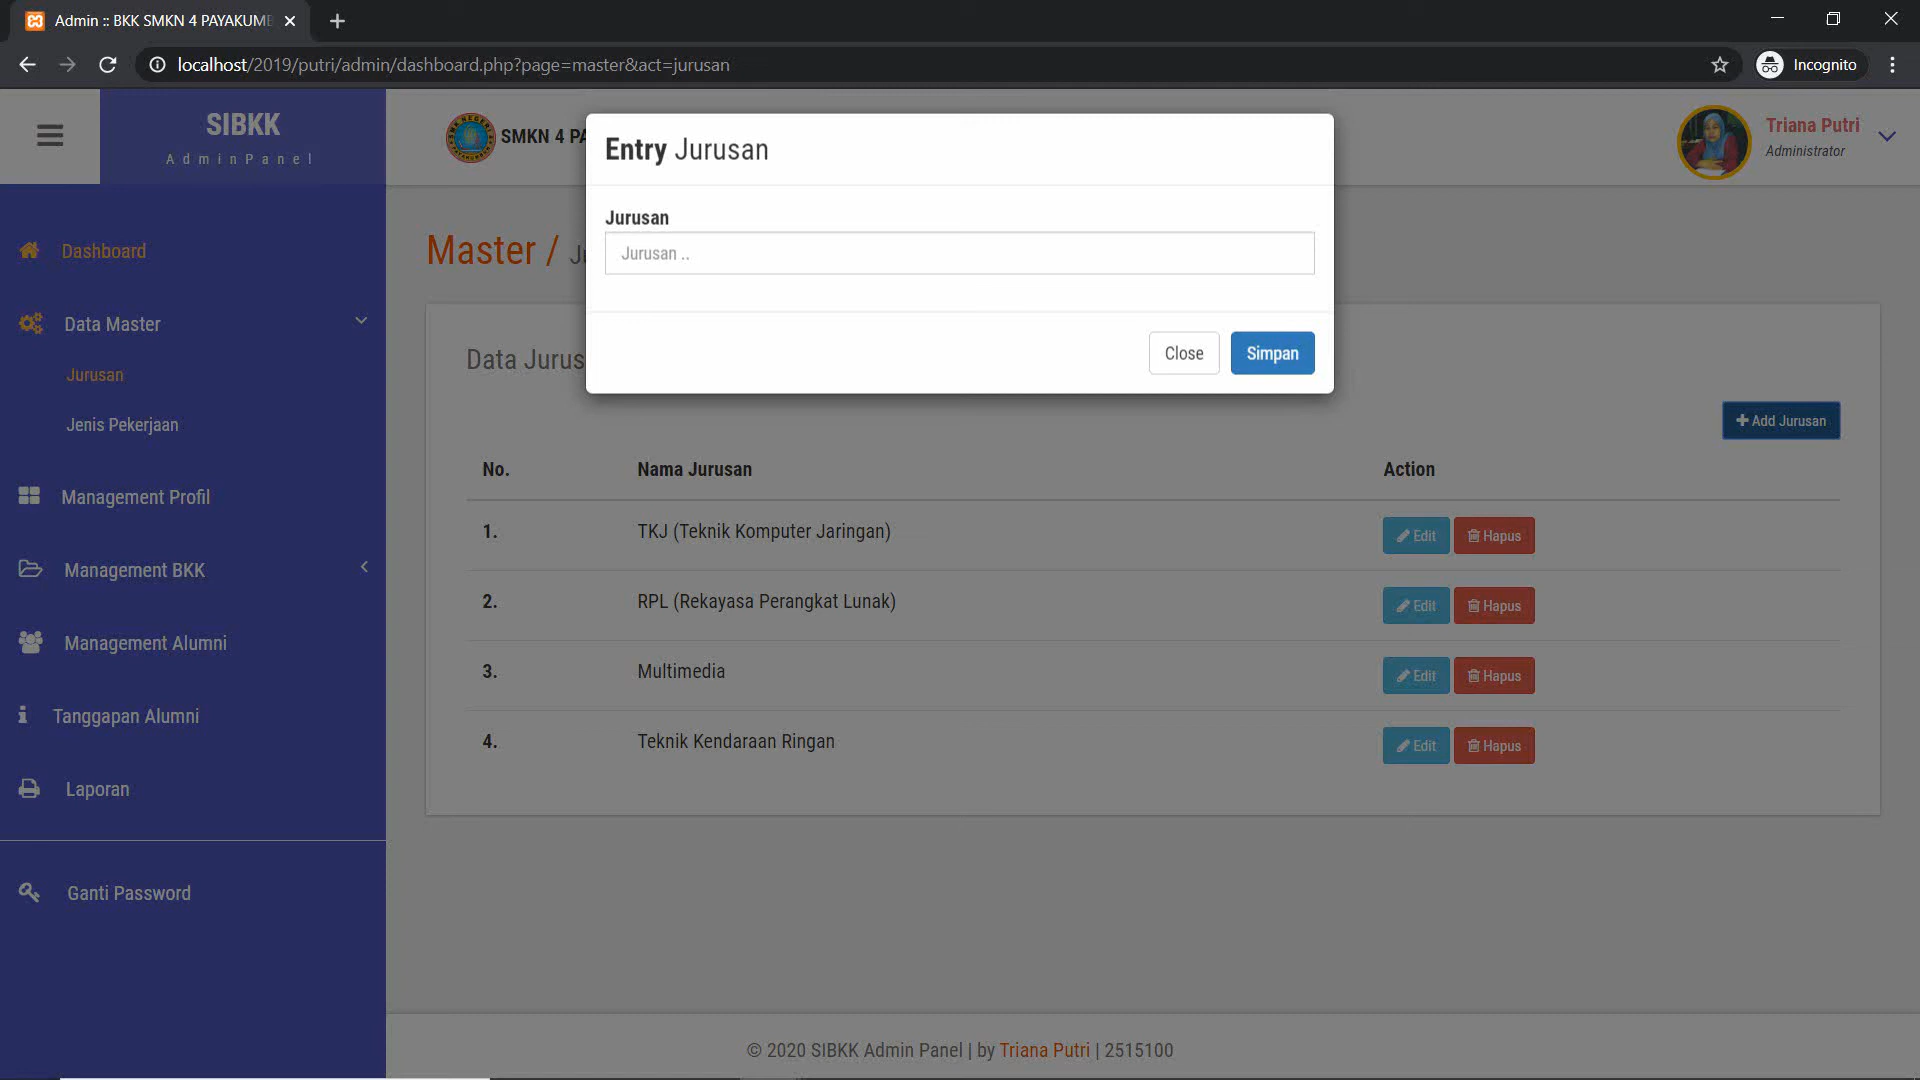 Admin :: BKK SMKN 4 PAYAKUMB
localhost/2019/putri/admin/dashboard.php?page=master&act=jurusan
Incognito
SIBKK
AdminPanel
SMKN 4 PA
Triana Putri
Administrator
Entry Jurusan
Jurusan
Jurusan ..
Close
Simpan
Dashboard
Data Master
Jurusan
Jenis Pekerjaan
Management Profil
Management BKK
Management Alumni
Tanggapan Alumni
Laporan
Ganti Password
Master /
Data Jurus
Add Jurusan
No. Nama Jurusan Action
1. TKJ (Teknik Komputer Jaringan) Edit Hapus
2. RPL (Rekayasa Perangkat Lunak) Edit Hapus
3. Multimedia Edit Hapus
4. Teknik Kendaraan Ringan Edit Hapus
© 2020 SIBKK Admin Panel | by Triana Putri | 2515100